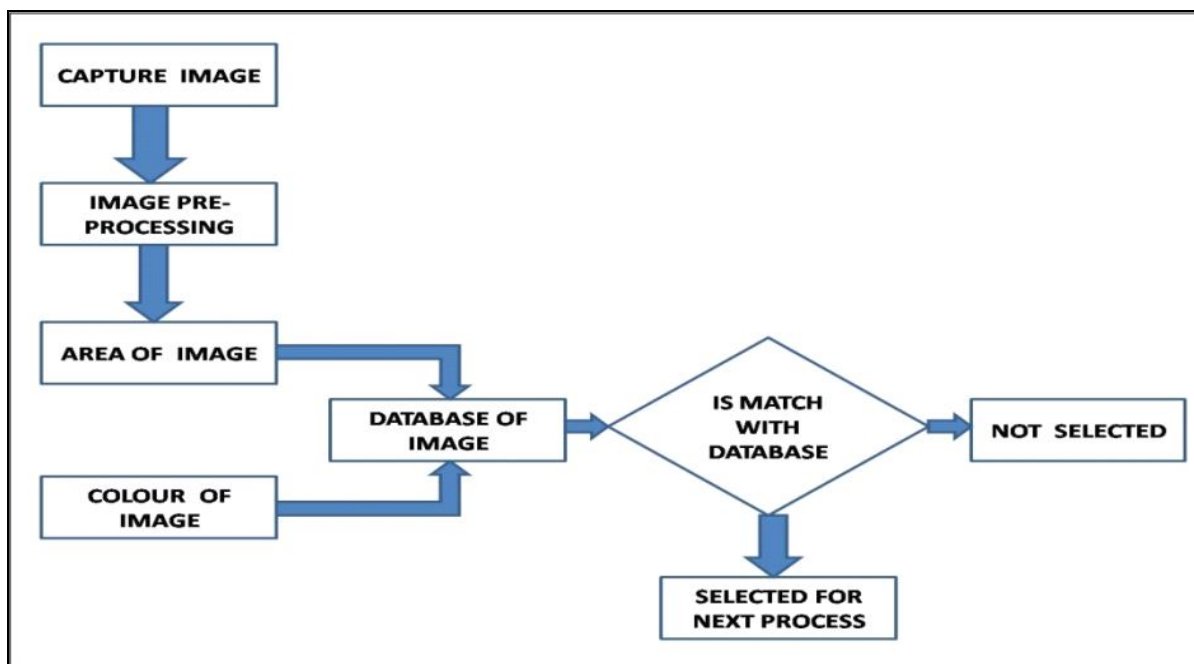 CAPTURE IMAGE
IMAGE PRE-
PROCESSING
AREA OF IMAGE
COLOUR OF
IMAGE
DATABASE OF
IMAGE
IS MATCH
WITH
DATABASE
NOT SELECTED
SELECTED FOR
NEXT PROCESS